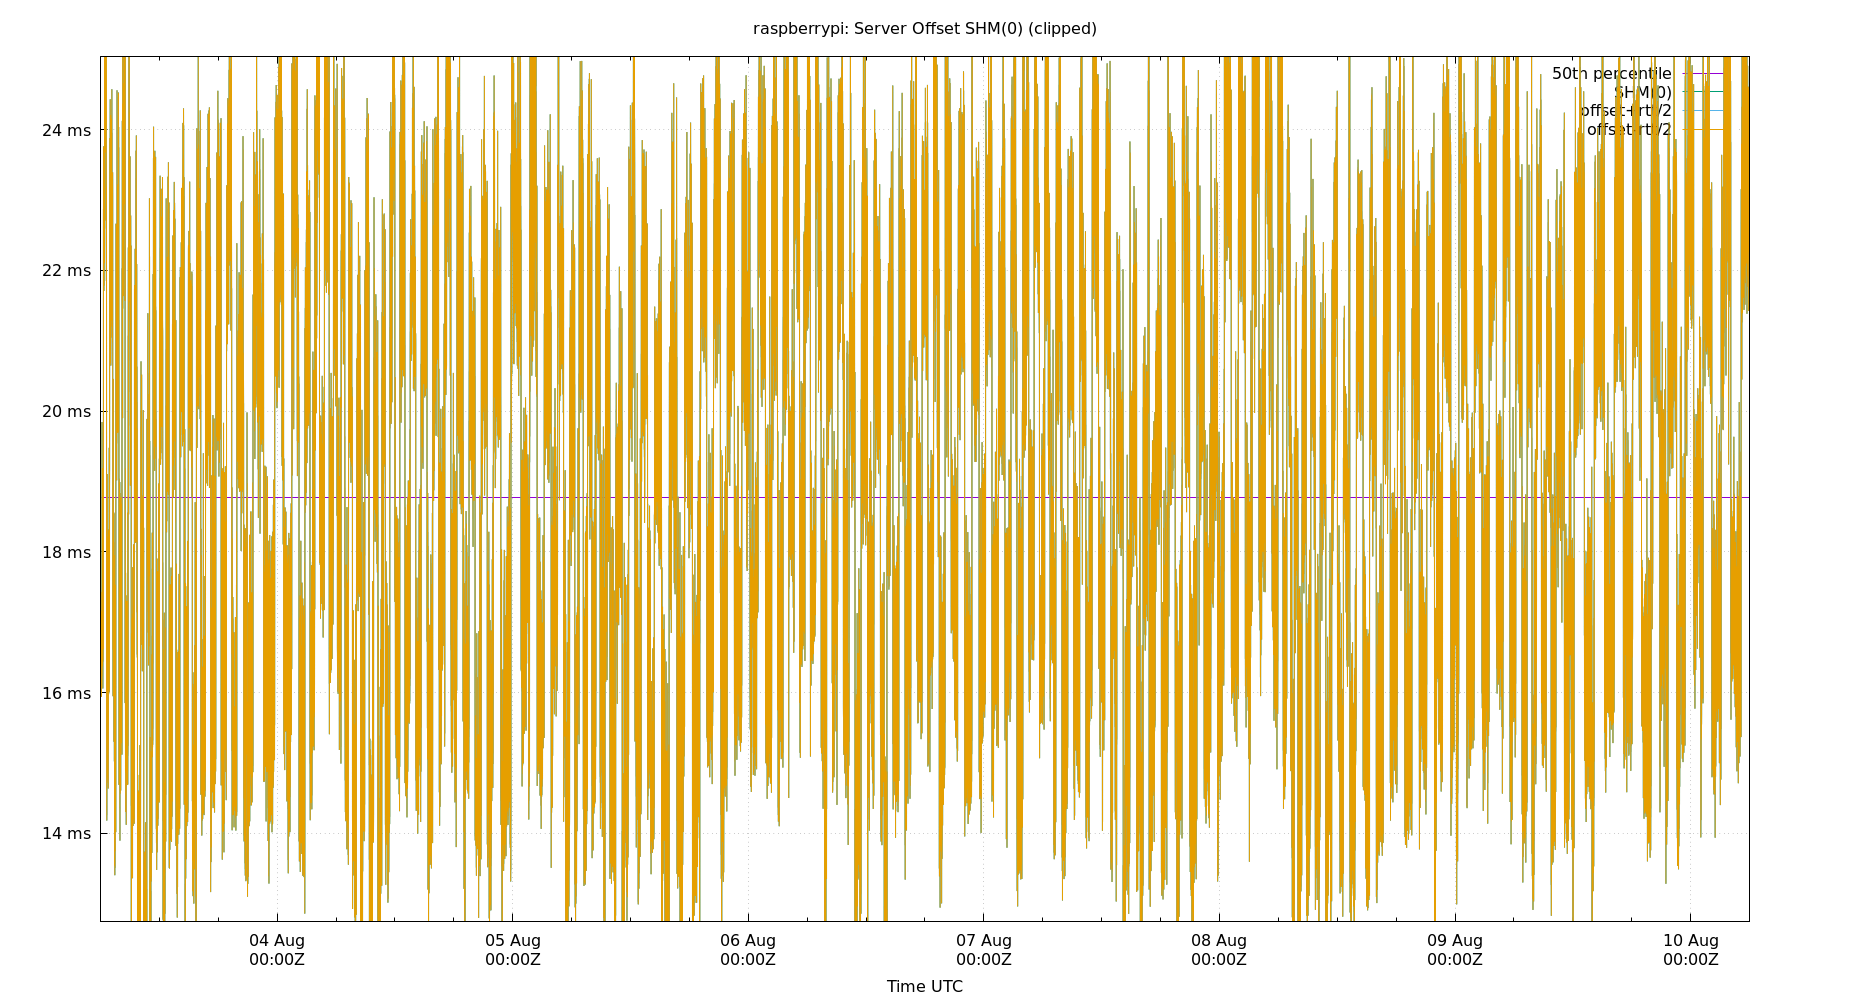 raspberrypi: Server Offset SHM(0) (clipped)
50th percentile
SHM(0)
offset+rtt/2
offset-rtt/2
24 ms
22 ms
20 ms
18 ms
16 ms
14 ms
04 Aug
00:00Z
05 Aug
00:00Z
06 Aug
00:00Z
07 Aug
00:00Z
08 Aug
00:00Z
09 Aug
00:00Z
10 Aug
00:00Z
Time UTC